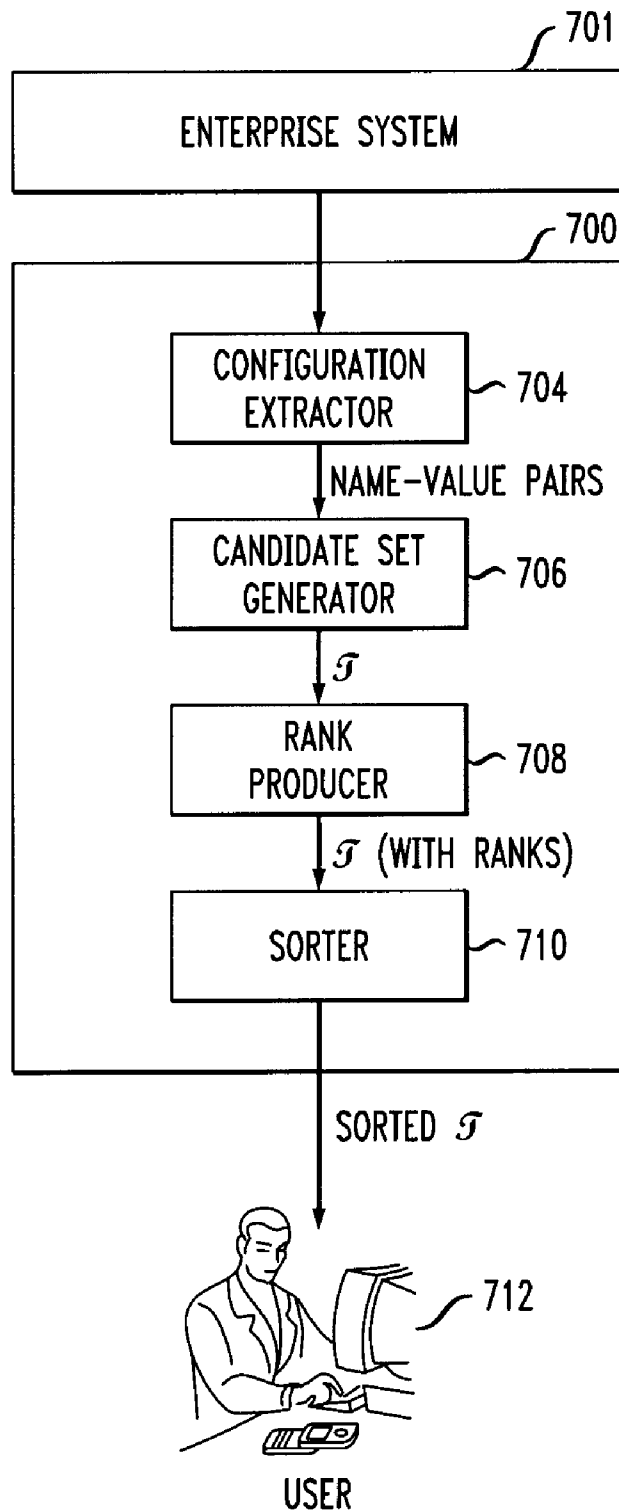 701
ENTERPRISE SYSTEM
700
CONFIGURATION
EXTRACTOR
704
NAME-VALUE PAIRS
CANDIDATE SET
GENERATOR
706
𝒯
RANK
PRODUCER
708
𝒯 (WITH RANKS)
SORTER
710
SORTED 𝒯
712
USER